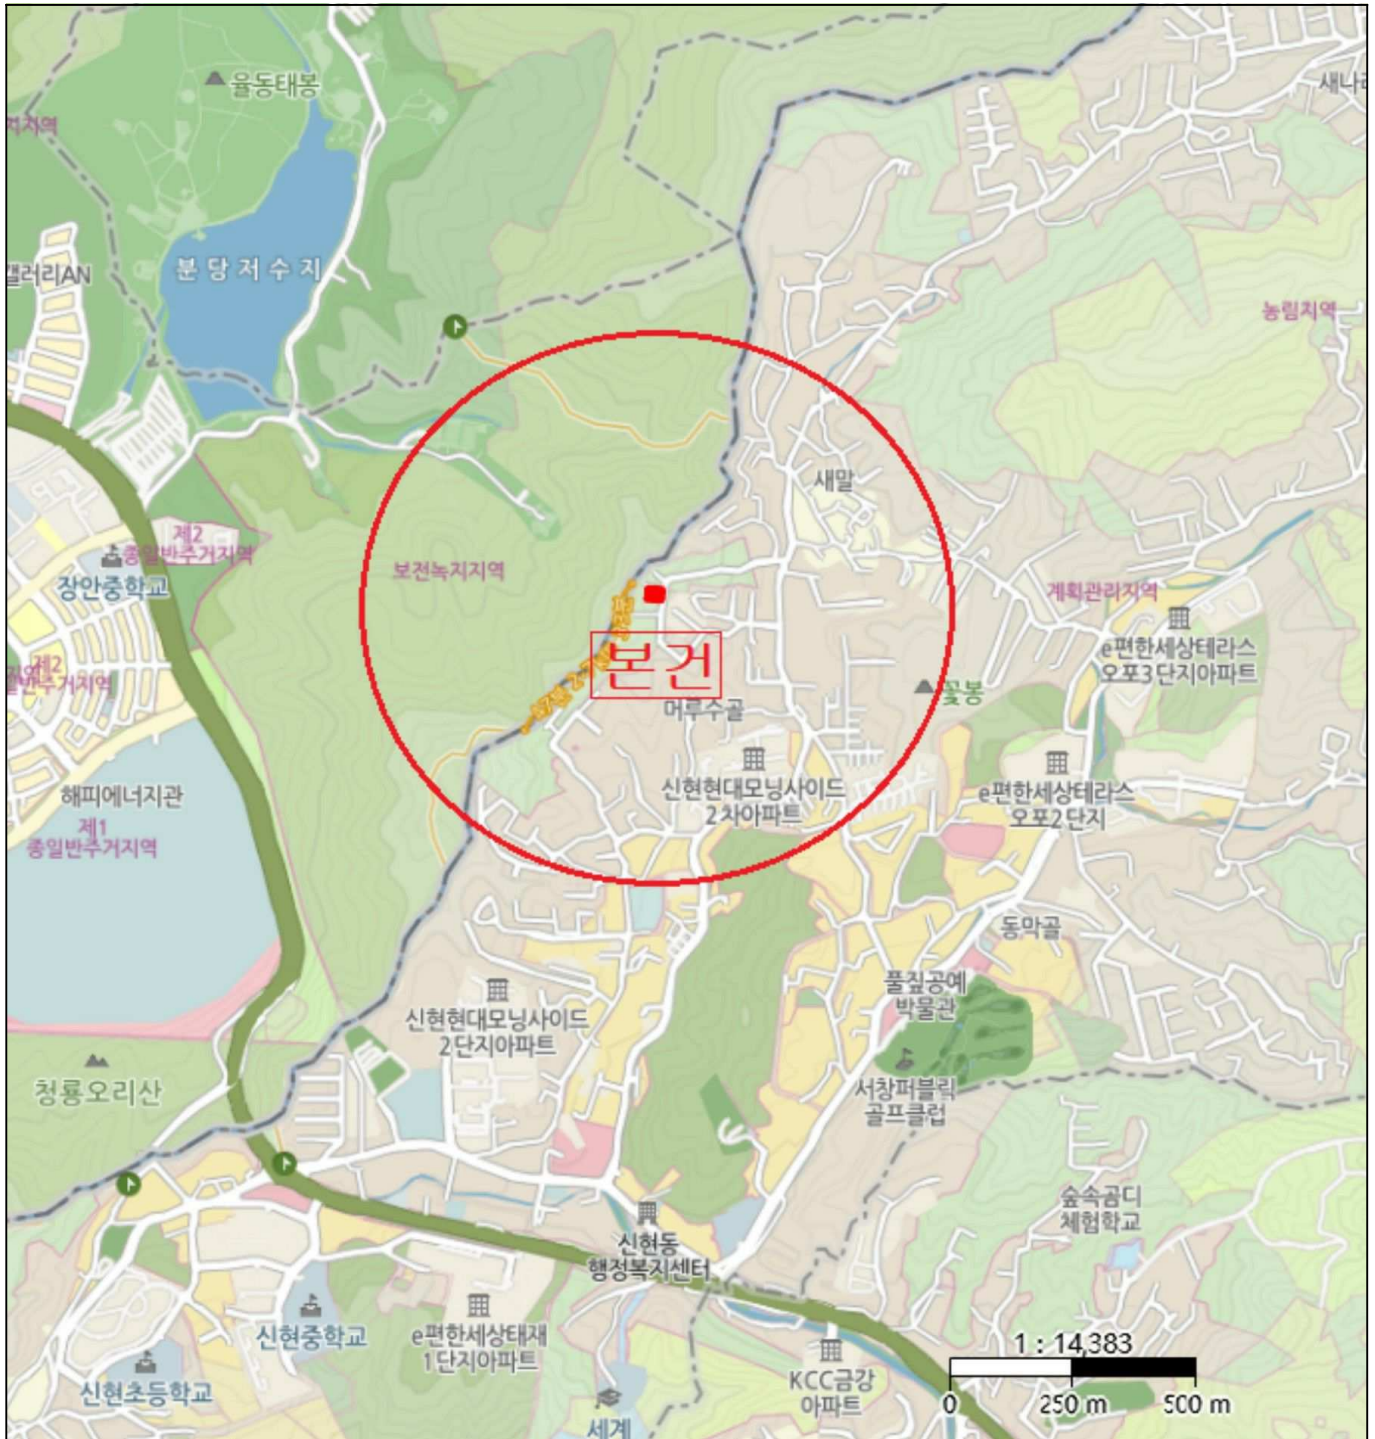 율동태봉
새나
분당저수지
갤러리AN
농림지역
새말
제2
종일반주거지역
장안중학교
보전녹지지역
계획관리지역
e편한세상테라스
오포3단지아파트
제2
본건
꽃봉
머루수골
신현현대모닝사이드
2차아파트
e편한세상테라스
오포2단지
해피에너지관
제1
종일반주거지역
동막골
풀짚공예
박물관
신현현대모닝사이드
2단지아파트
청룡오리산
서창퍼블릭
골프클럽
숲속곰디
체험학교
신현동
행정복지센터
신현중학교
e편한세상태재
1단지아파트
신현초등학교
KCC금강
아파트
세계
1 : 14,383
0 250 m 500 m